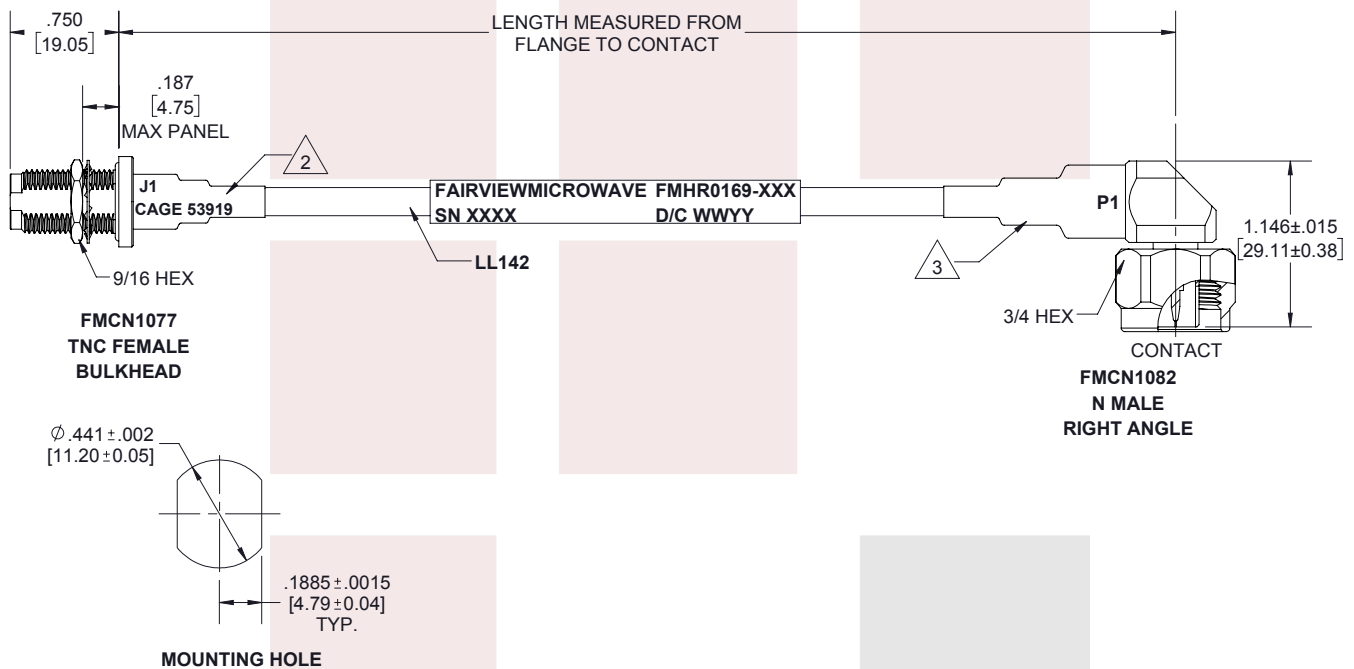 .750
[19.05]
LENGTH MEASURED FROM
FLANGE TO CONTACT
.187
[4.75]
MAX PANEL
2
J1
CAGE 53919
FAIRVIEWMICROWAVE FMHR0169-XXX
SN XXXX D/C WWYY
P1
1.146±.015
[29.11±0.38]
LL142
3
9/16 HEX
3/4 HEX
FMCN1077
TNC FEMALE
BULKHEAD
CONTACT
FMCN1082
N MALE
RIGHT ANGLE
∅.441±.002
[11.20±0.05]
.1885±.0015
[4.79±0.04]
TYP.
MOUNTING HOLE